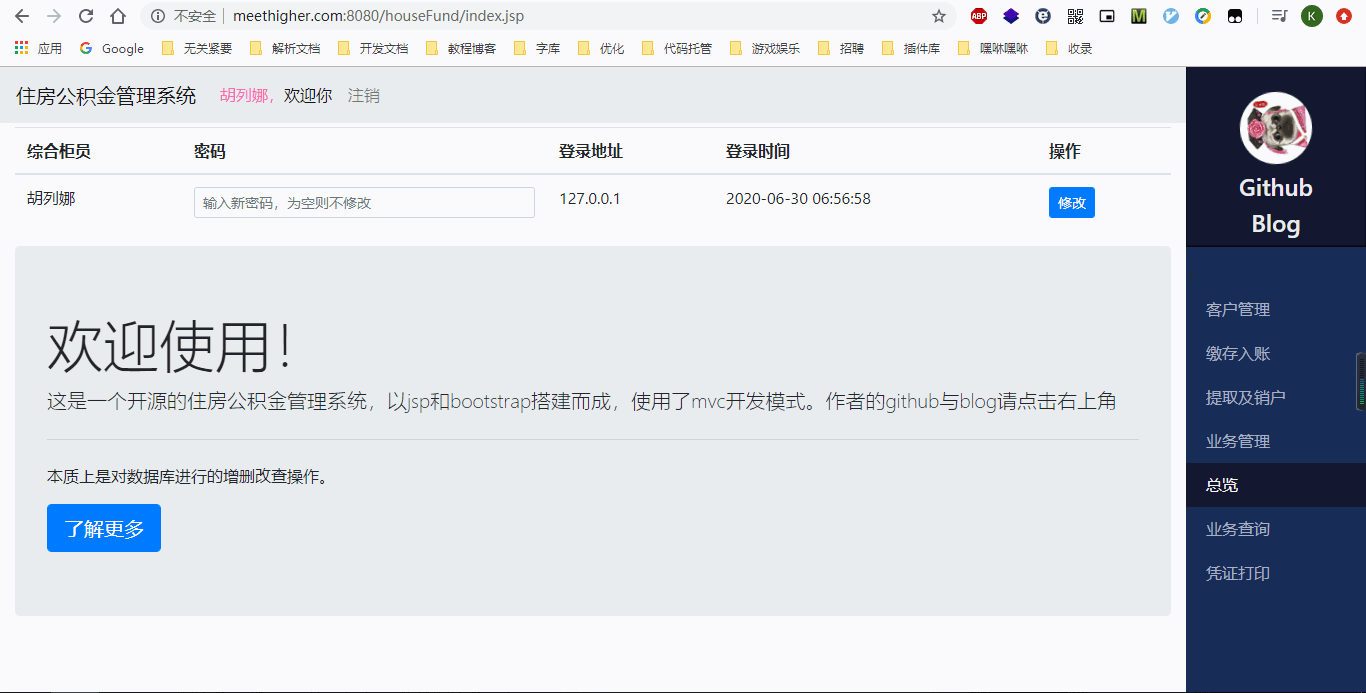 不安全 meethigher.com:8080/houseFund/index.jsp ABP M K
应用 Google 无关紧要 解析文档 开发文档 教程博客 字库 优化 代码托管 游戏娱乐 招聘 插件库 嘿咻嘿咻 收录
住房公积金管理系统 胡列娜，欢迎你 注销
综合柜员 密码 登录地址 登录时间 操作
胡列娜 输入新密码，为空则不修改 127.0.0.1 2020-06-30 06:56:58 修改
欢迎使用！
这是一个开源的住房公积金管理系统，以jsp和bootstrap搭建而成，使用了mvc开发模式。作者的github与blog请点击右上角
本质上是对数据库进行的增删改查操作。
了解更多
Github
Blog
客户管理
缴存入账
提取及销户
业务管理
总览
业务查询
凭证打印